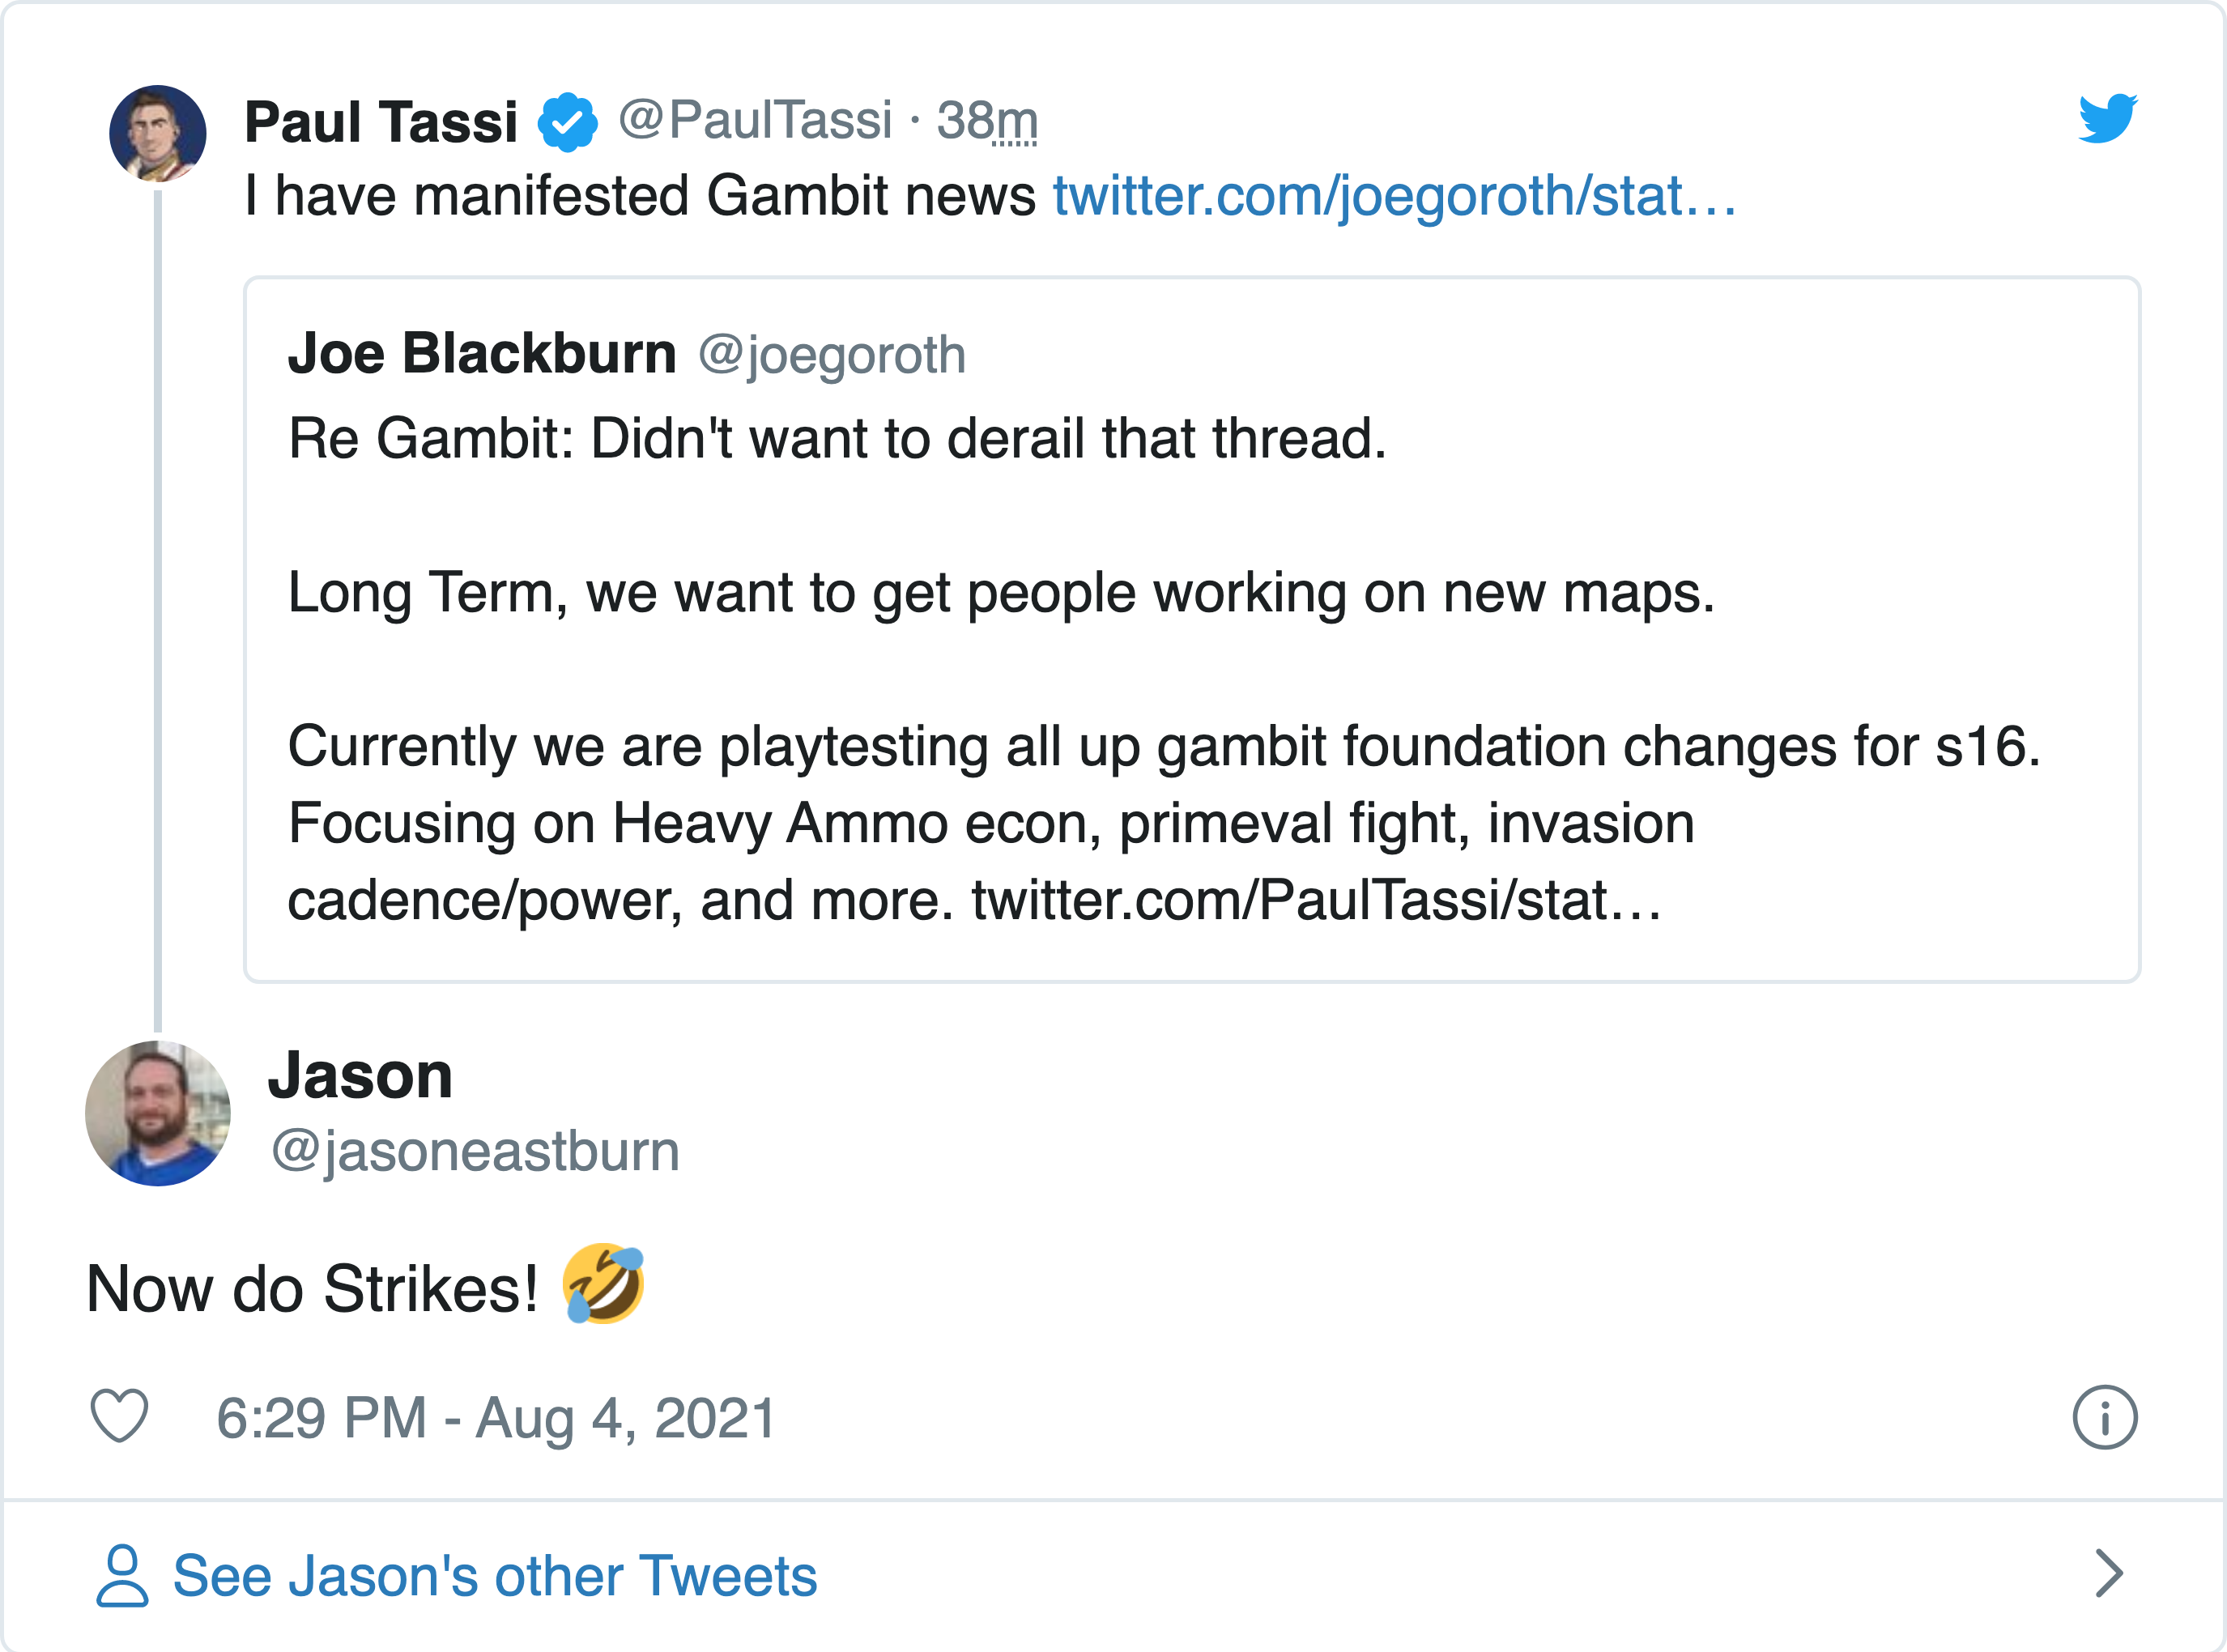 Paul Tassi @PaulTassi · 38m
I have manifested Gambit news twitter.com/joegoroth/stat…
Joe Blackburn @joegoroth
Re Gambit: Didn't want to derail that thread.
Long Term, we want to get people working on new maps.
Currently we are playtesting all up gambit foundation changes for s16.
Focusing on Heavy Ammo econ, primeval fight, invasion
cadence/power, and more. twitter.com/PaulTassi/stat…
Jason
@jasoneastburn
Now do Strikes! 🤣
6:29 PM - Aug 4, 2021
See Jason's other Tweets